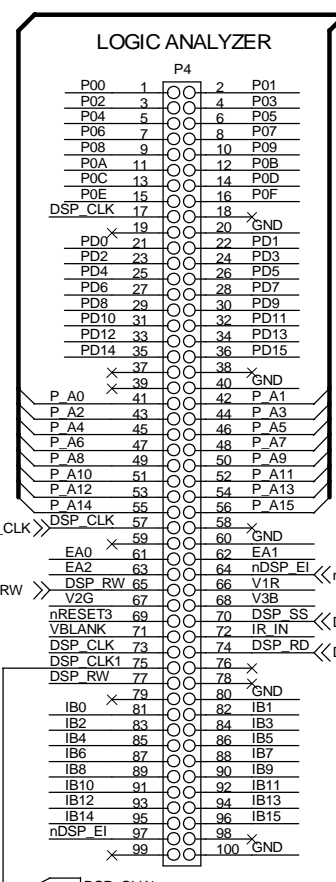 LOGIC ANALYZER
P4
P00 1 2 P01
P02 3 4 P03
P04 5 6 P05
P06 7 8 P07
P08 9 10 P09
P0A 11 12 P0B
P0C 13 14 P0D
P0E 15 16 P0F
DSP_CLK 17 18
19 20 GND
PD0 21 22 PD1
PD2 23 24 PD3
PD4 25 26 PD5
PD6 27 28 PD7
PD8 29 30 PD9
PD10 31 32 PD11
PD12 33 34 PD13
PD14 35 36 PD15
37 38
39 40 GND
P_A0 41 42 P_A1
P_A2 43 44 P_A3
P_A4 45 46 P_A5
P_A6 47 48 P_A7
P_A8 49 50 P_A9
P_A10 51 52 P_A11
P_A12 53 54 P_A13
P_A14 55 56 P_A15
_CLK DSP_CLK 57 58
59 60 GND
EA0 61 62 EA1
EA2 63 64 nDSP_EI
RW DSP_RW 65 66 V1R
V2G 67 68 V3B
nRESET3 69 70 DSP_SS
VBLANK 71 72 IR_IN
DSP_CLK 73 74 DSP_RD
DSP_CLK1 75 76
DSP_RW 77 78
79 80 GND
IB0 81 82 IB1
IB2 83 84 IB3
IB4 85 86 IB5
IB6 87 88 IB7
IB8 89 90 IB9
IB10 91 92 IB11
IB12 93 94 IB13
IB14 95 96 IB15
nDSP_EI 97 98
99 100 GND